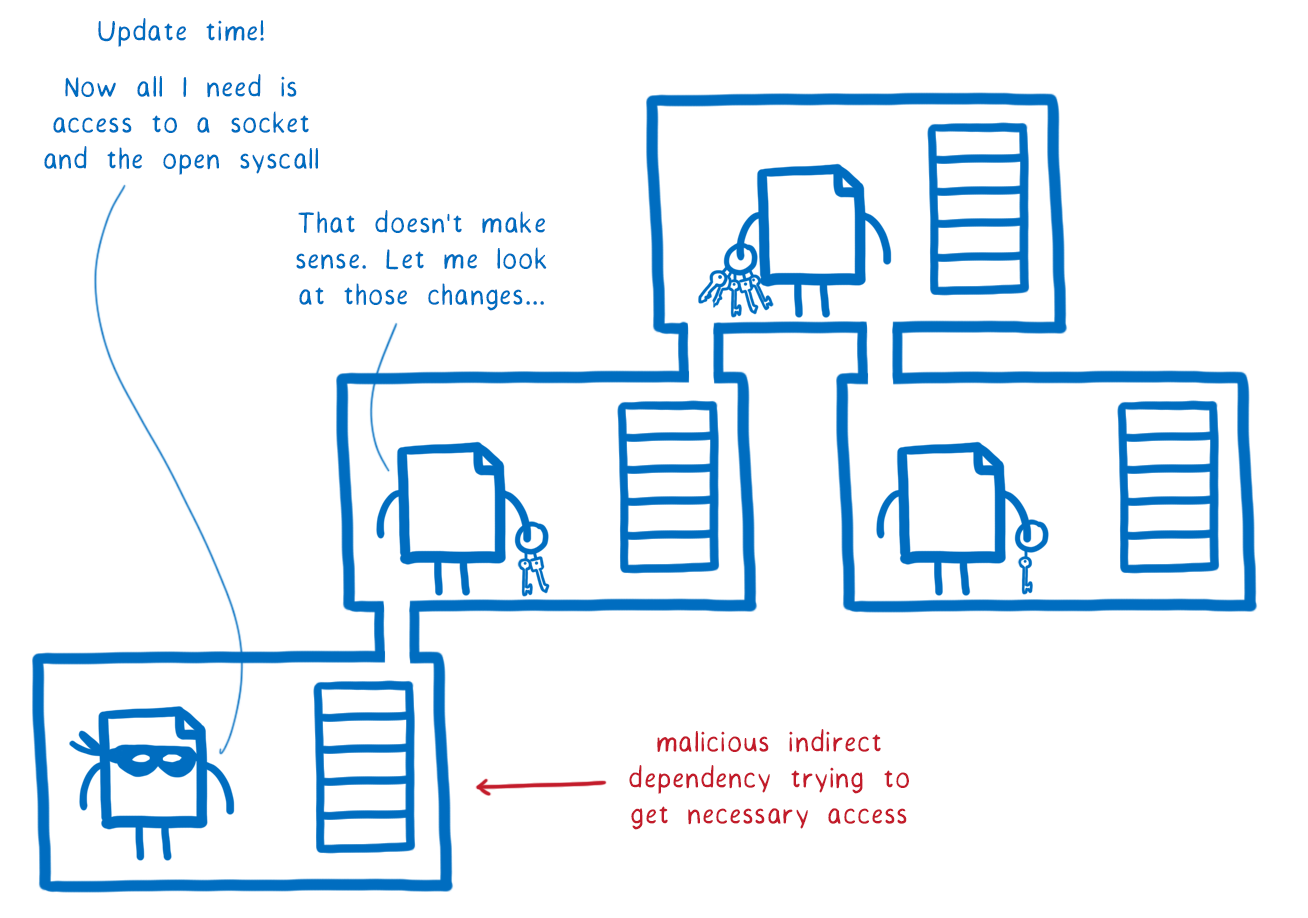 Update time!
Now all I need is
access to a socket
and the open syscall
That doesn't make
sense. Let me look
at those changes...
malicious indirect
dependency trying to
get necessary access